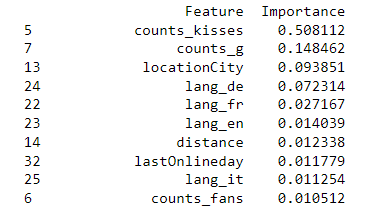 Feature Importance
5 counts_kisses 0.508112
7 counts_g 0.148462
13 locationCity 0.093851
24 lang_de 0.072314
22 lang_fr 0.027167
23 lang_en 0.014039
14 distance 0.012338
32 lastOnlineday 0.011779
25 lang_it 0.011254
6 counts_fans 0.010512